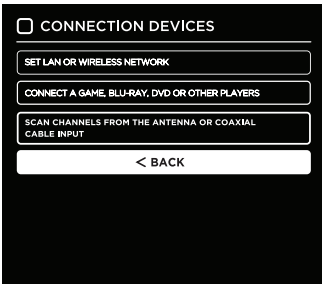 CONNECTION DEVICES
SET LAN OR WIRELESS NETWORK
CONNECT A GAME, BLU-RAY, DVD OR OTHER PLAYERS
SCAN CHANNELS FROM THE ANTENNA OR COAXIAL
CABLE INPUT
< BACK